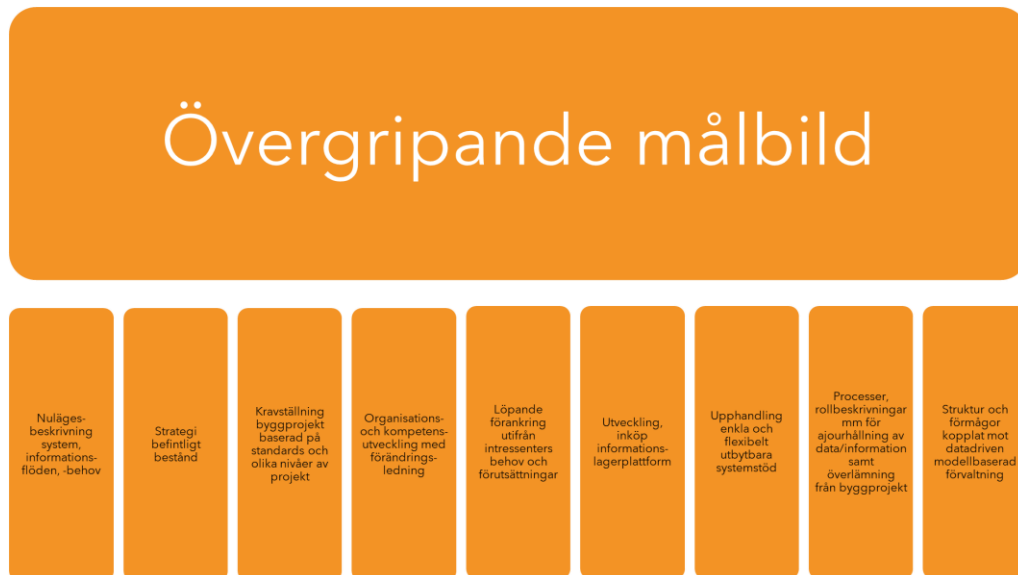 Övergripande målbild
Nuläges-
beskrivning
system,
informations-
flöden, -behov
Strategi
befintligt
bestånd
Kravställning
byggprojekt
baserad på
standards och
olika nivåer av
projekt
Organisations-
och kompetens-
utveckling med
förändrings-
ledning
Löpande
förankring
utifrån
intressenters
behov och
förutsättningar
Utveckling,
inköp
informations-
lagerplattform
Upphandling
enkla och
flexibelt
utbytbara
systemstöd
Processer,
rollbeskrivningar
mm för
ajourhållning av
data/information
samt
överlämning
från byggprojekt
Struktur och
förmågor
kopplat mot
datadriven
modellbaserad
förvaltning